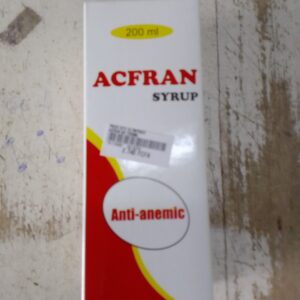 200 ml
ACFRAN
SYRUP
Anti-anemic